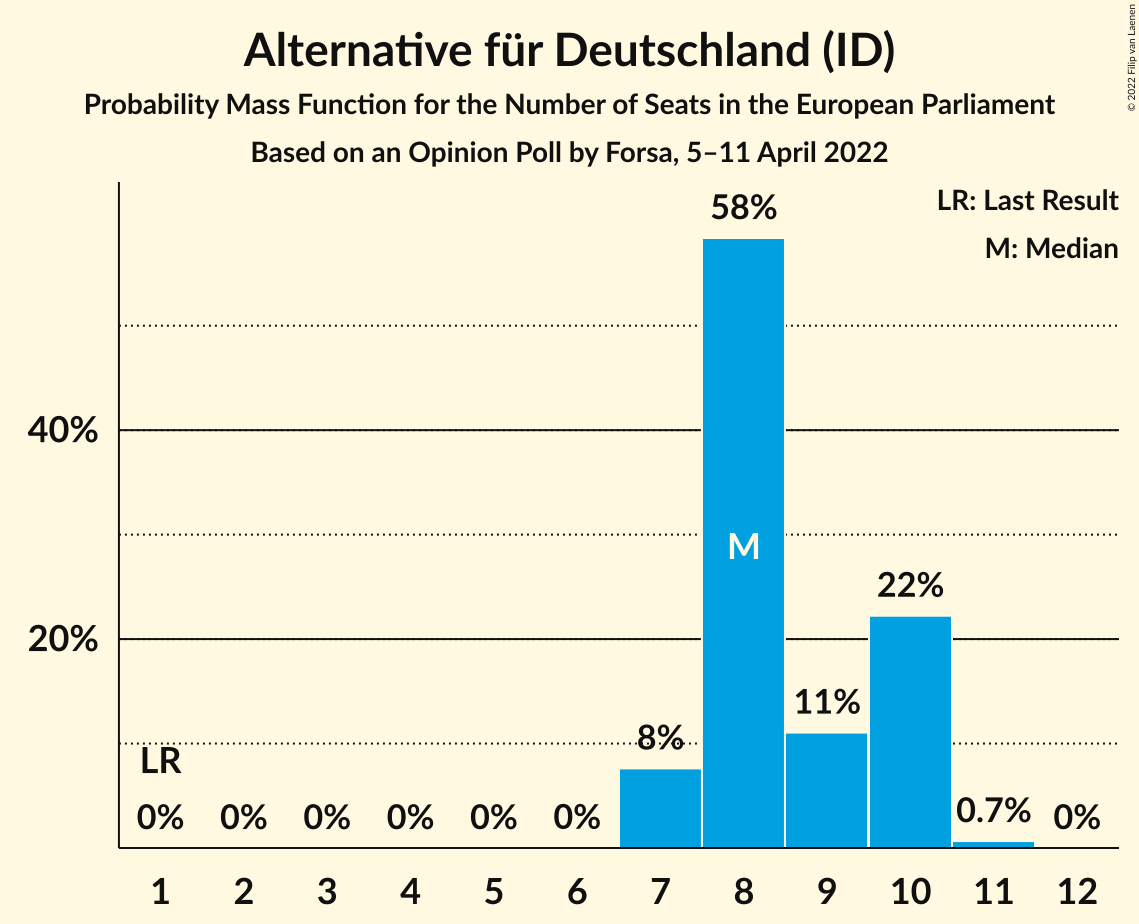 Alternative für Deutschland (ID)
Probability Mass Function for the Number of Seats in the European Parliament
Based on an Opinion Poll by Forsa, 5–11 April 2022
© 2022 Filip van Laenen
LR: Last Result
M: Median
58%
40%
M
22%
20%
11%
8%
LR
0% 0% 0% 0% 0% 0% 0.7% 0%
1 2 3 4 5 6 7 8 9 10 11 12